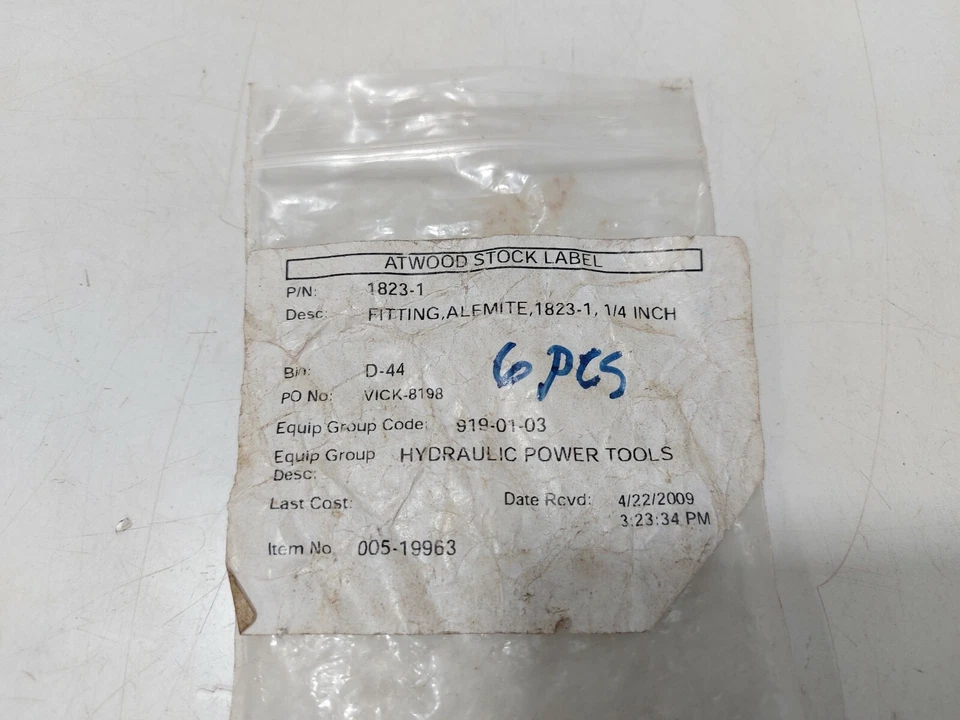 ATWOOD STOCK LABEL
P/N: 1823-1
Desc: FITTING,ALEMITE,1823-1, 1/4 INCH
6 PCS
Bin: D-44
PO No: VICK-8198
Equip Group Code: 919-01-03
Equip Group Desc: HYDRAULIC POWER TOOLS
Last Cost: Date Rcvd: 4/22/2009
3:23:34 PM
Item No 005-19963